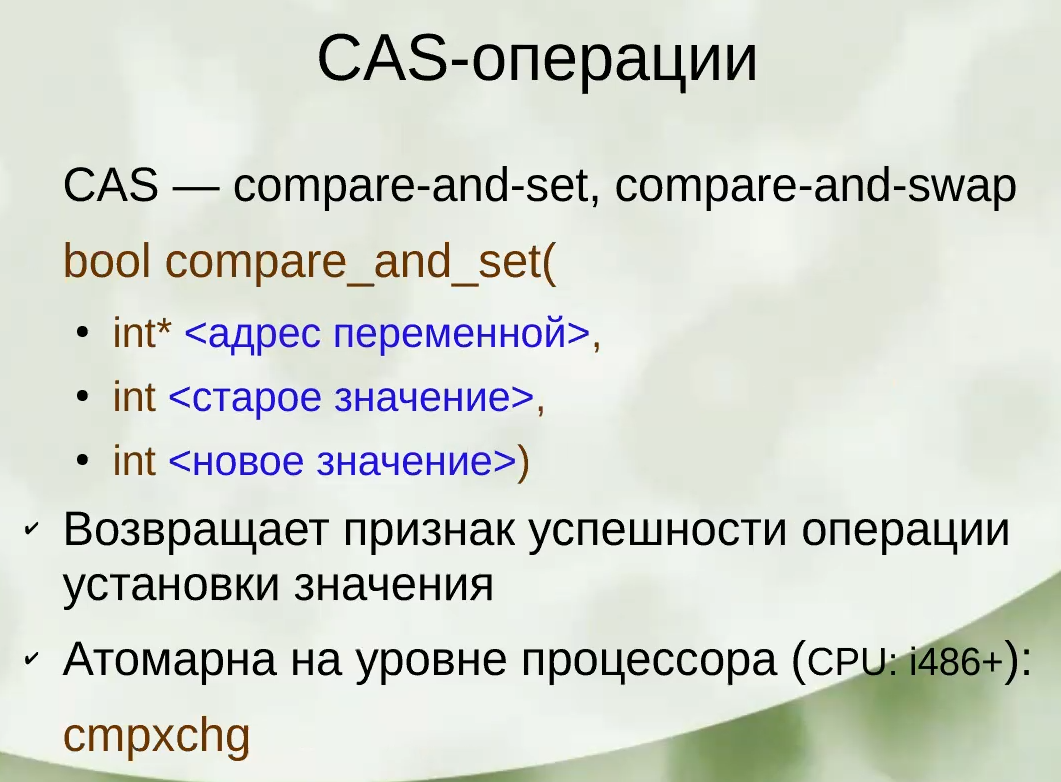 CAS-операции
CAS — compare-and-set, compare-and-swap
bool compare_and_set(
• int* <адрес переменной>,
• int <старое значение>,
• int <новое значение>)
✔ Возвращает признак успешности операции
установки значения
✔ Атомарна на уровне процессора (CPU: i486+):
cmpxchg